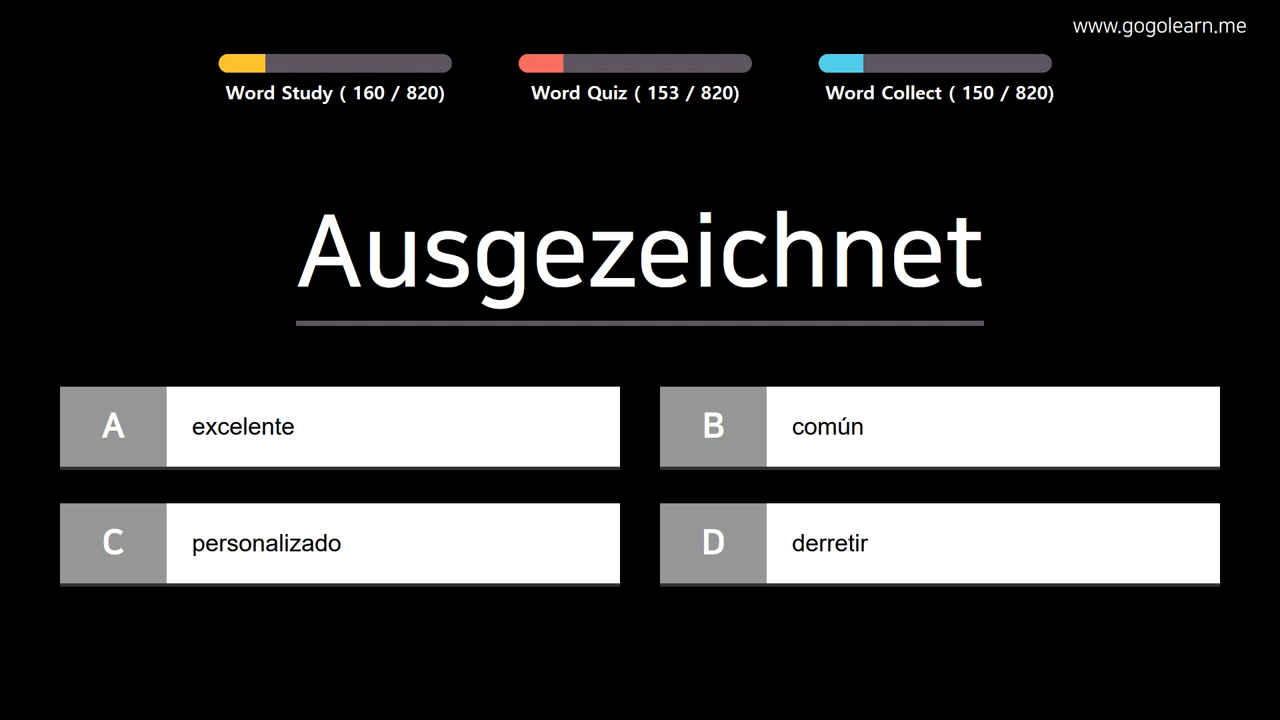 www.gogolearn.me
Word Study ( 160 / 820)
Word Quiz ( 153 / 820)
Word Collect ( 150 / 820)
Ausgezeichnet
A excelente
B común
C personalizado
D derretir